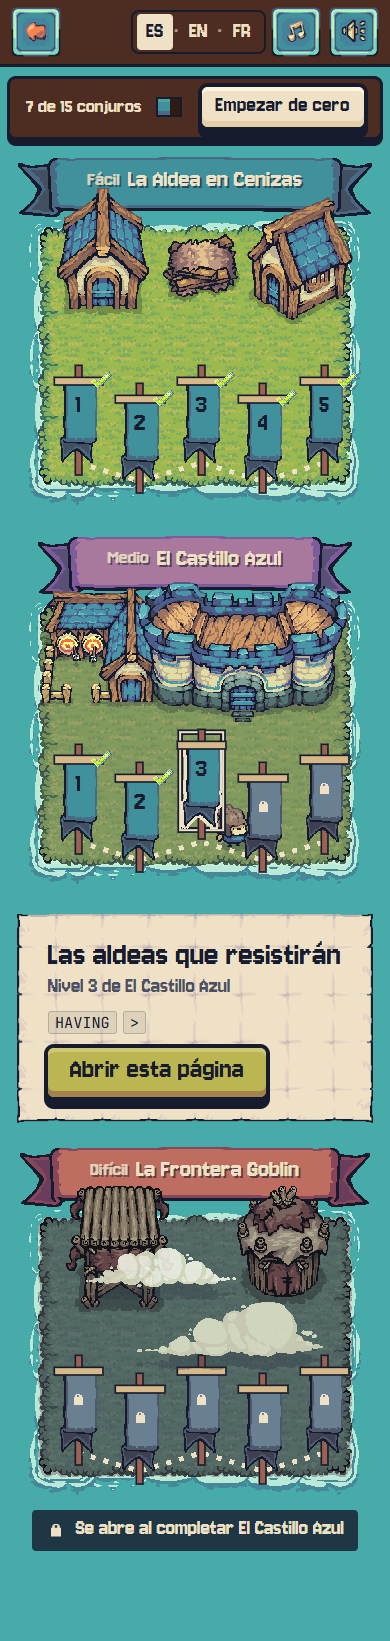 ES · EN · FR
7 de 15 conjuros
Empezar de cero
Fácil La Aldea en Cenizas
1
2
3
4
5
Medio El Castillo Azul
1
2
3
Las aldeas que resistirán
Nivel 3 de El Castillo Azul
HAVING >
Abrir esta página
Difícil La Frontera Goblin
Se abre al completar El Castillo Azul